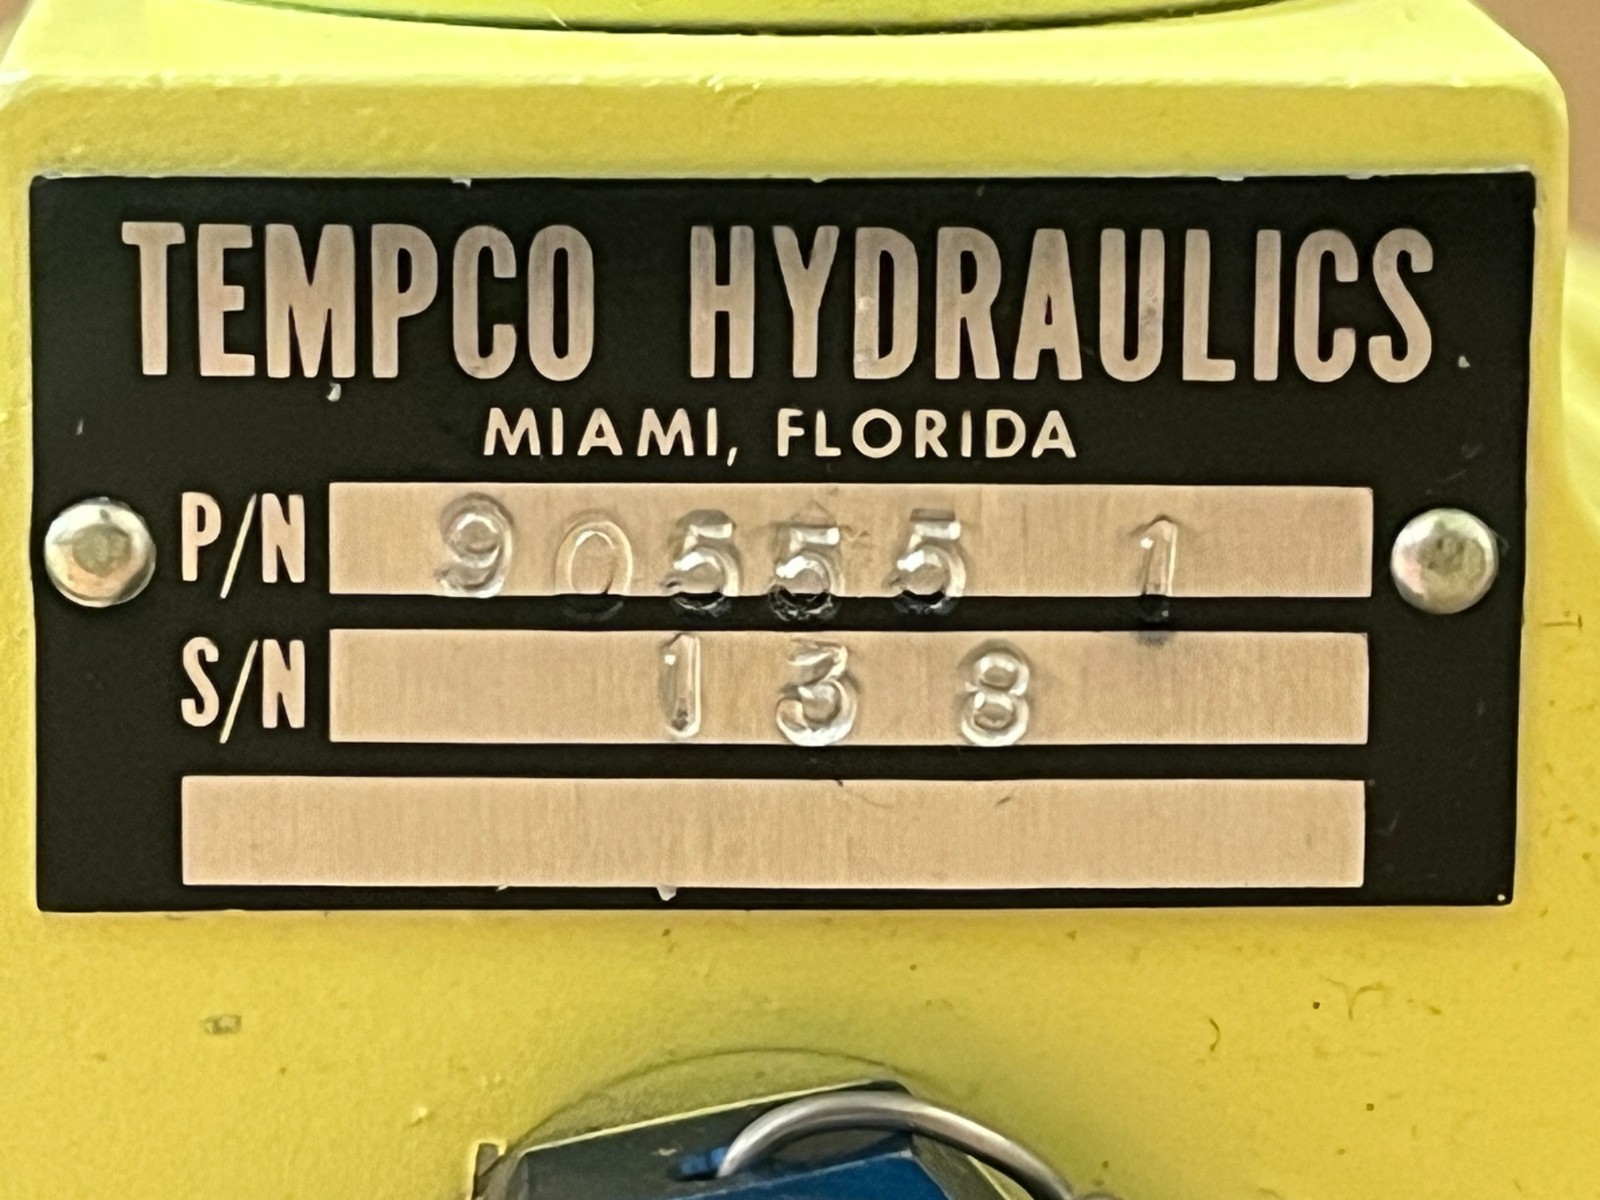 TEMPCO HYDRAULICS
MIAMI, FLORIDA
P/N 90555 1
S/N 138